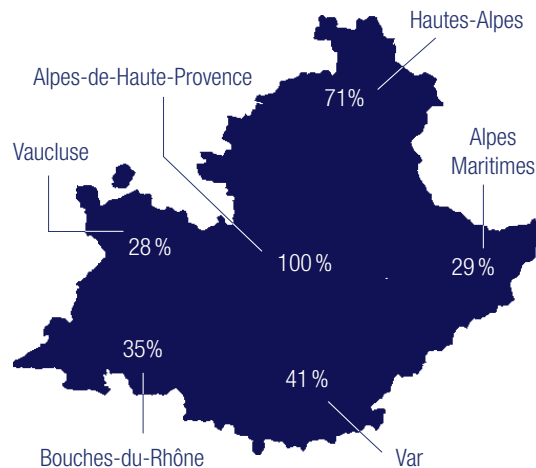 Hautes-Alpes
Alpes-de-Haute-Provence
71%
Vaucluse
Alpes
Maritimes
28 %
100 %
29 %
35%
41 %
Bouches-du-Rhône
Var